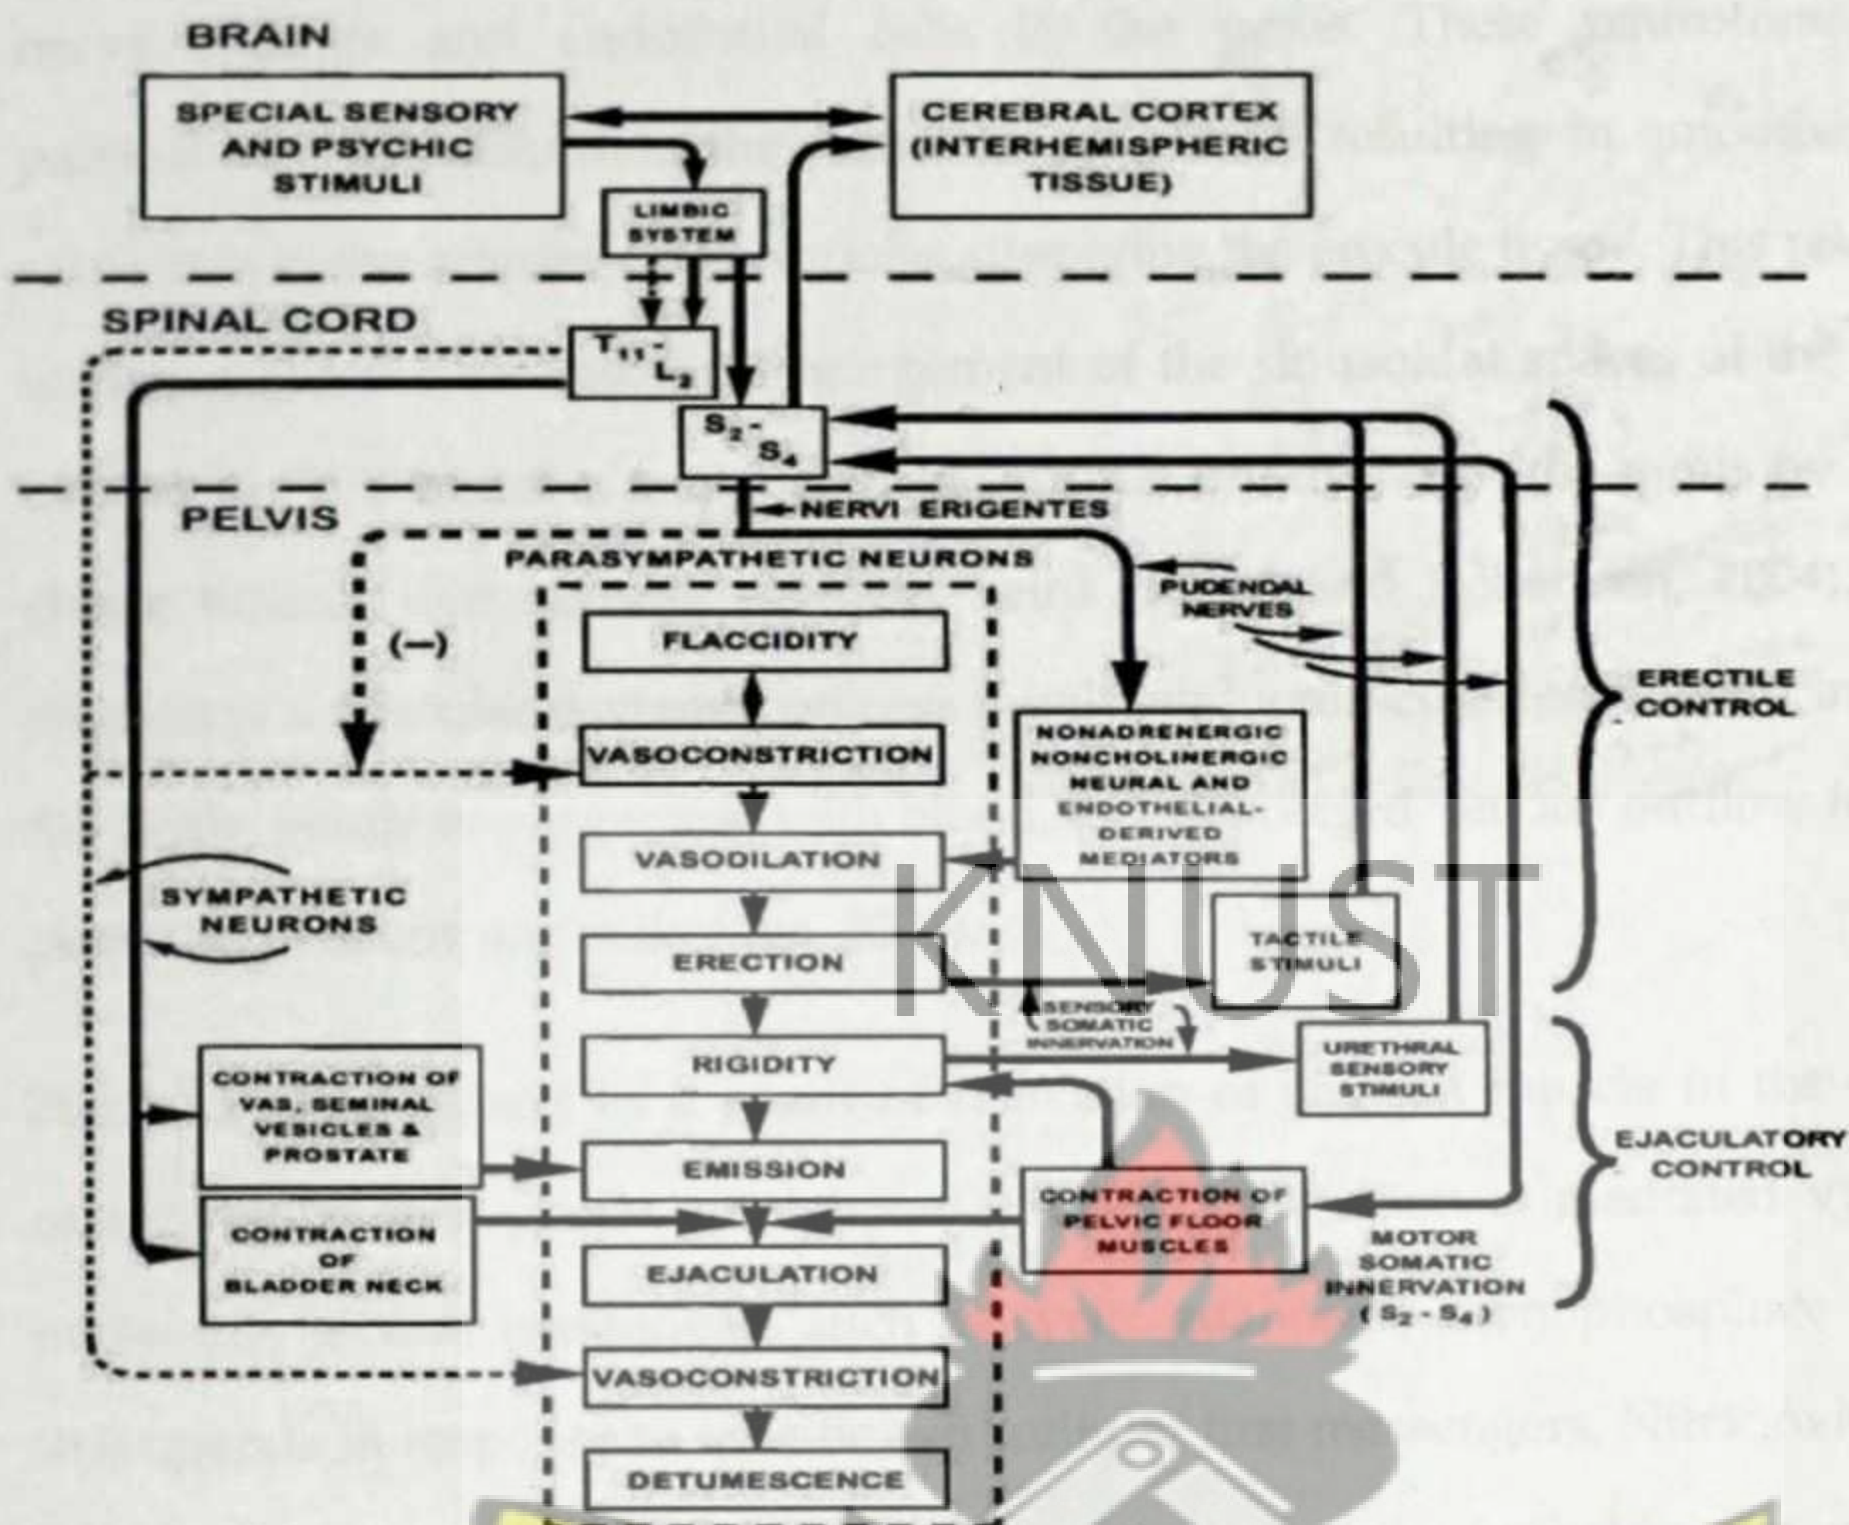 BRAIN
SPECIAL SENSORY
AND PSYCHIC
STIMULI
CEREBRAL CORTEX
(INTERHEMISPHERIC
TISSUE)
LIMBIC
SYSTEM
SPINAL CORD
T11-
L2
S2-
S4
PELVIS
NERVI ERIGENTES
PARASYMPATHETIC NEURONS
PUDENDAL
NERVES
(—)
FLACCIDITY
VASOCONSTRICTION
NONADRENERGIC
NONCHOLINERGIC
NEURAL AND
ENDOTHELIAL-
DERIVED
MEDIATORS
ERECTILE
CONTROL
VASODILATION
KNUST
SYMPATHETIC
NEURONS
ERECTION
TACTILE
STIMULI
SENSORY
SOMATIC
INNERVATION
RIGIDITY
URETHRAL
SENSORY
STIMULI
CONTRACTION OF
VAS, SEMINAL
VESICLES &
PROSTATE
EMISSION
EJACULATORY
CONTROL
CONTRACTION OF
PELVIC FLOOR
MUSCLES
CONTRACTION
OF
BLADDER NECK
EJACULATION
MOTOR
SOMATIC
INNERVATION
(S2 - S4)
VASOCONSTRICTION
DETUMESCENCE